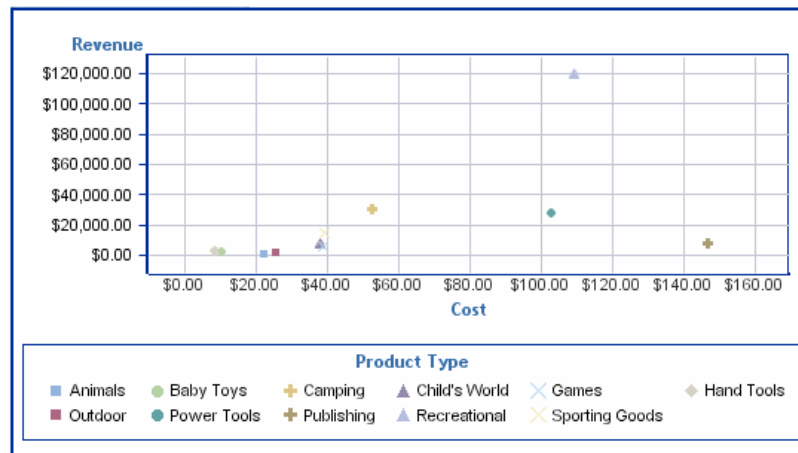 Revenue
$120,000.00
$100,000.00
$80,000.00
$60,000.00
$40,000.00
$20,000.00
$0.00
$0.00 $20.00 $40.00 $60.00 $80.00 $100.00 $120.00 $140.00 $160.00
Cost
Product Type
Animals Baby Toys Camping Child's World Games Hand Tools
Outdoor Power Tools Publishing Recreational Sporting Goods